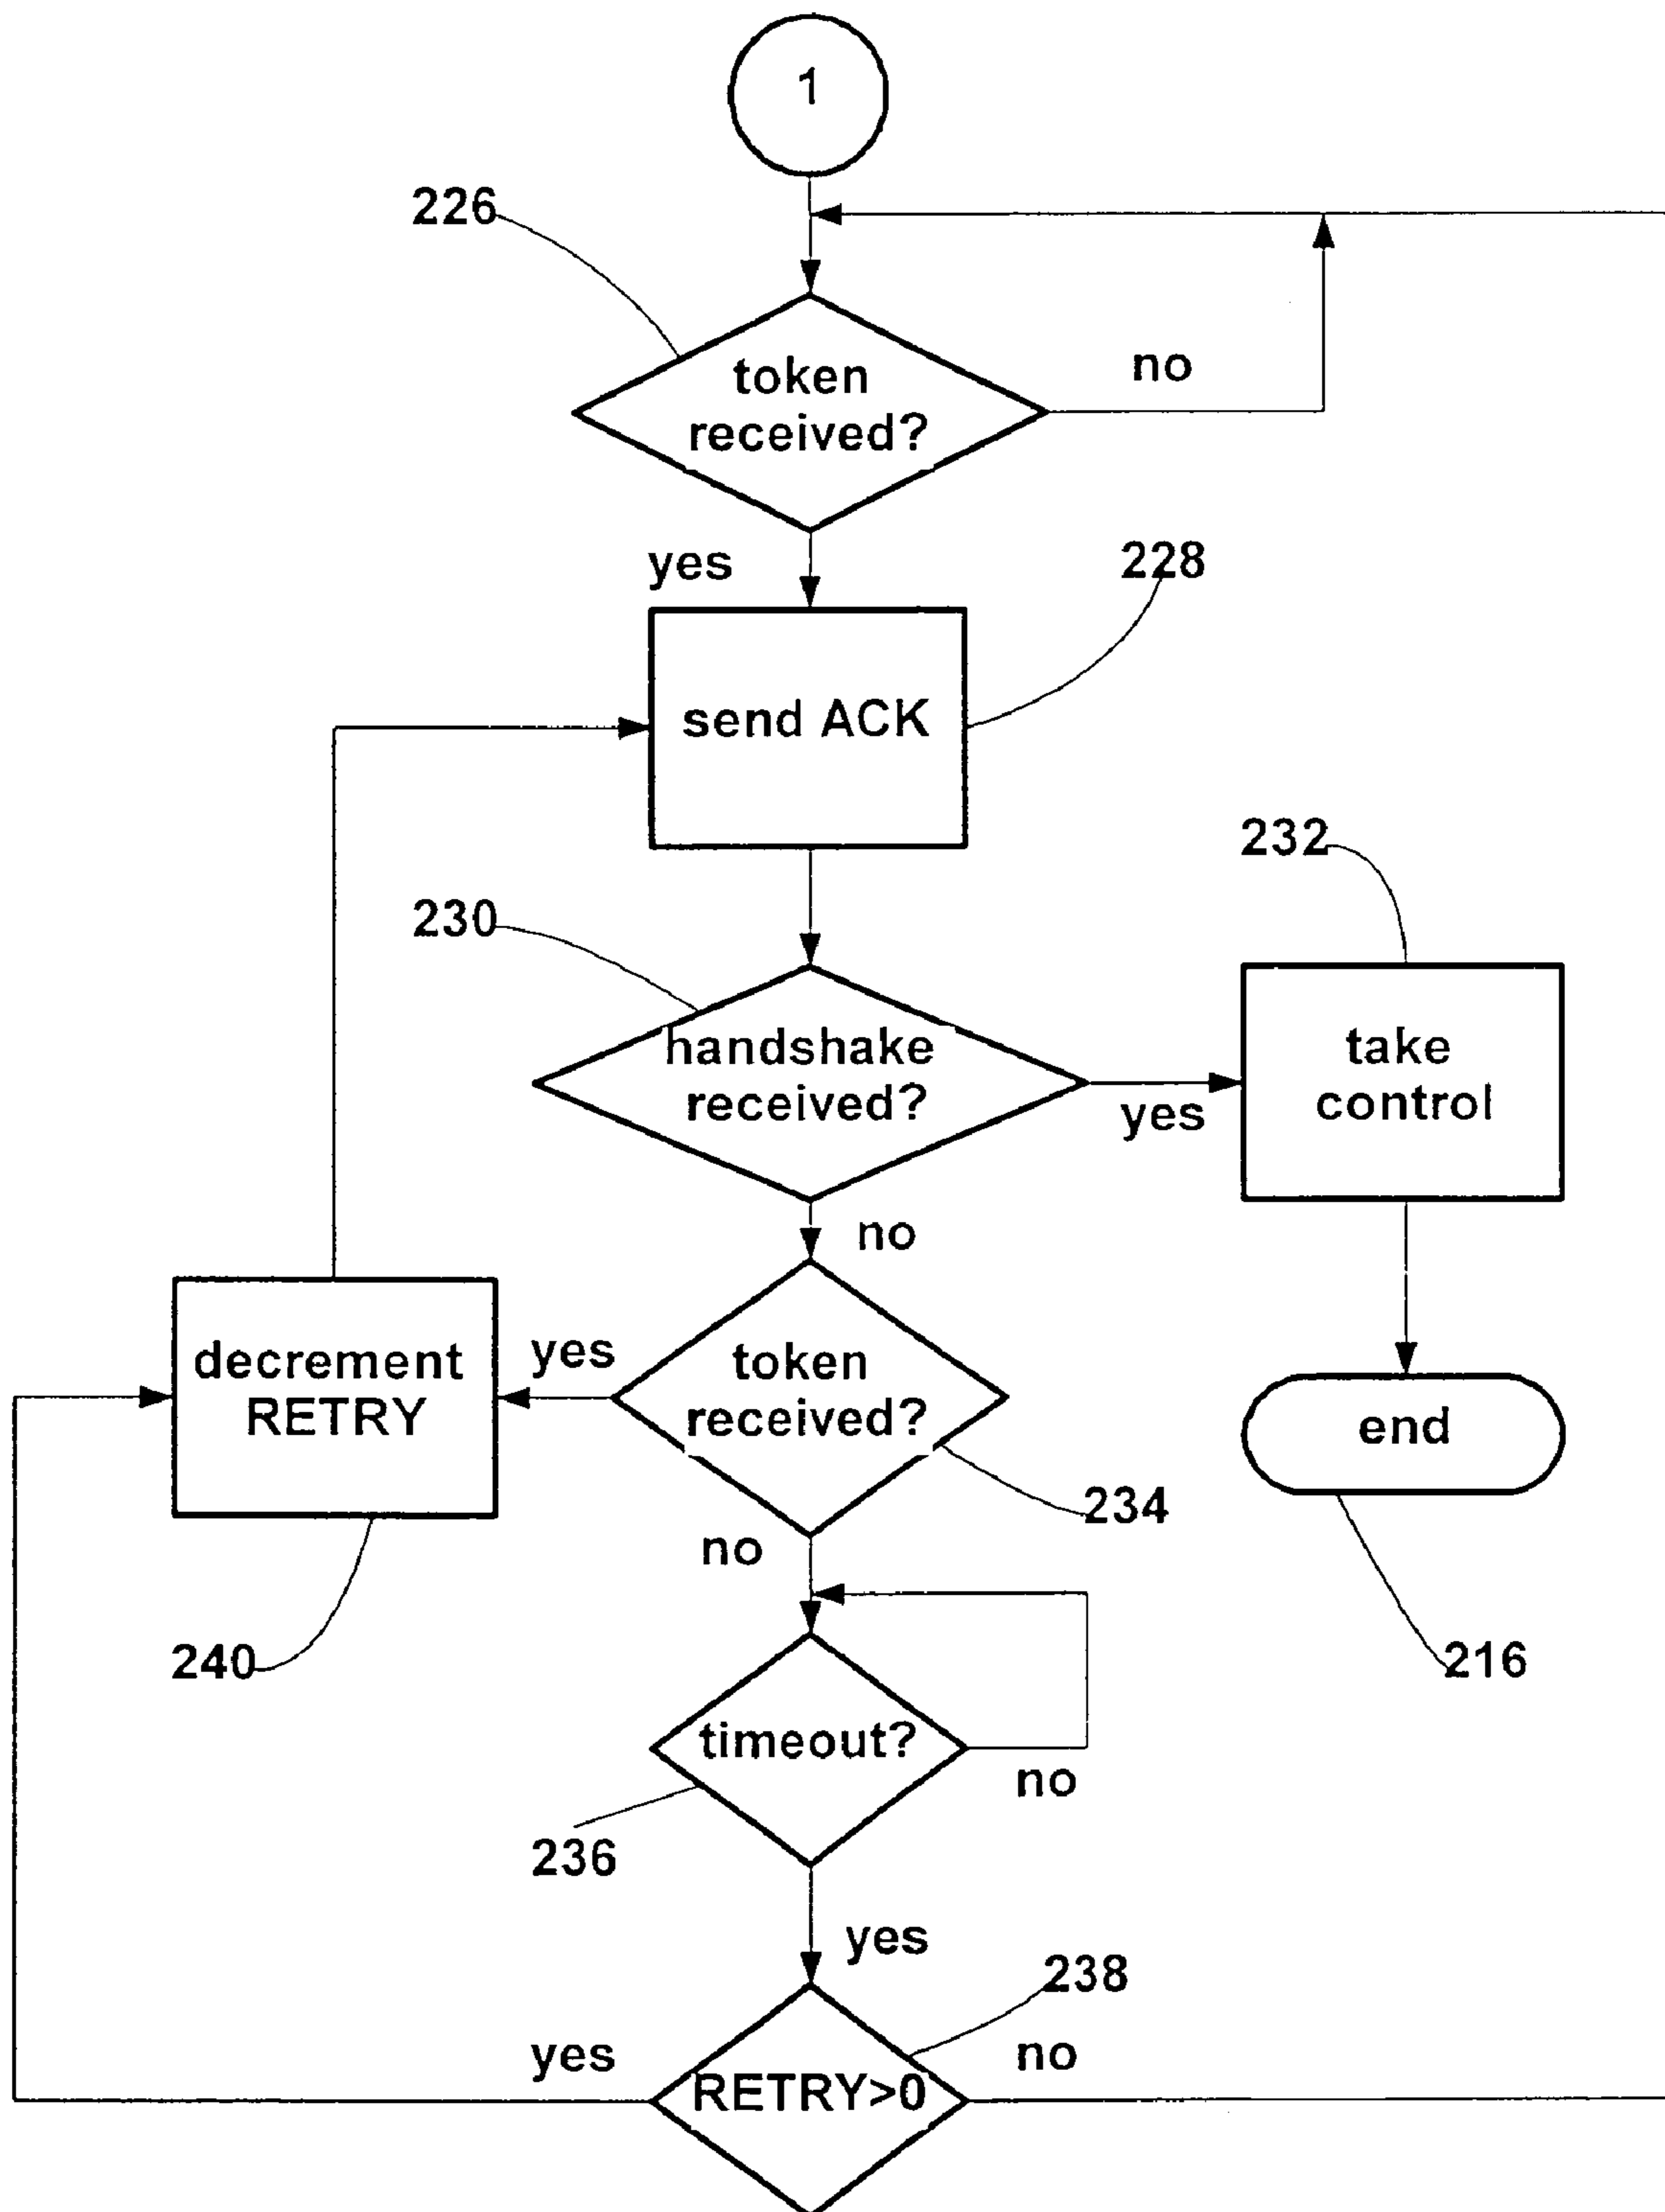 1
226
token
received?
no
yes
228
send ACK
232
230
handshake
received?
yes
take
control
no
decrement
RETRY
yes
token
received?
end
234
no
240
216
timeout?
no
236
yes
238
yes
no
RETRY>0